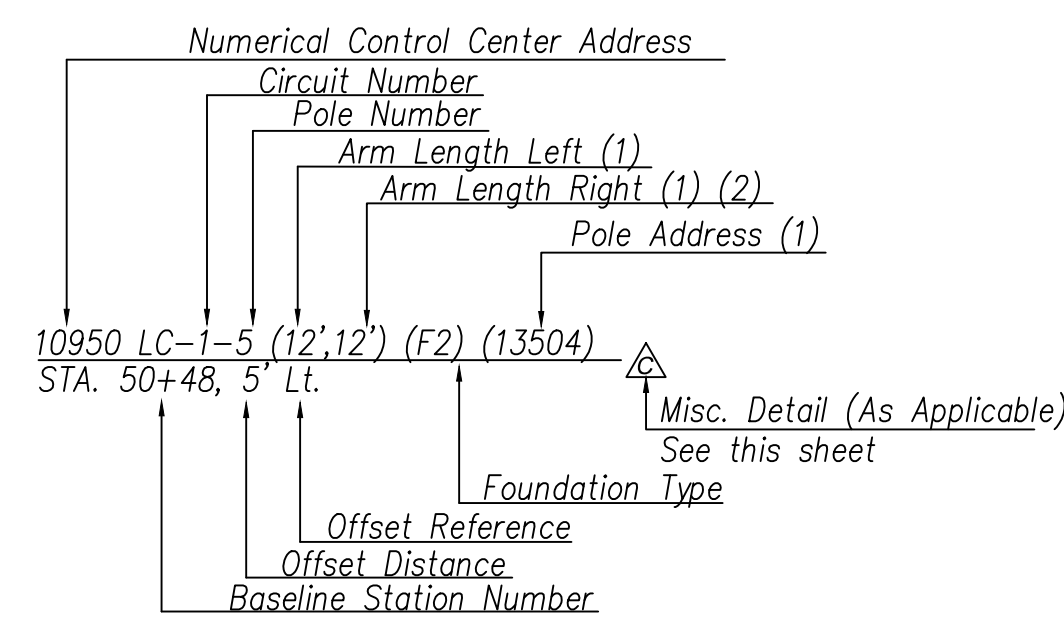 Numerical Control Center Address
Circuit Number
Pole Number
Arm Length Left (1)
Arm Length Right (1) (2)
Pole Address (1)
10950 LC-1-5 (12',12') (F2) (13504)
STA. 50+48, 5' Lt.
C
Misc. Detail (As Applicable)
See this sheet
Foundation Type
Offset Reference
Offset Distance
Baseline Station Number